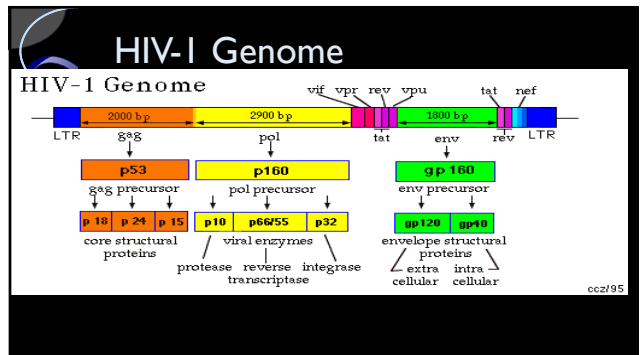 HIV-1 Genome
HIV-1 Genome
vif vpr rev vpu tat nef
2000 bp 2900 bp 1800 bp
LTR gag pol tat env rev LTR
p53 p160 gp 160
gag precursor pol precursor env precursor
p 18 p 24 p 15 p10 p66/55 p32 gp120 gp40
core structural viral enzymes envelope structural
proteins proteins
protease reverse integrase extra intra
transcriptase cellular cellular
ccz/95